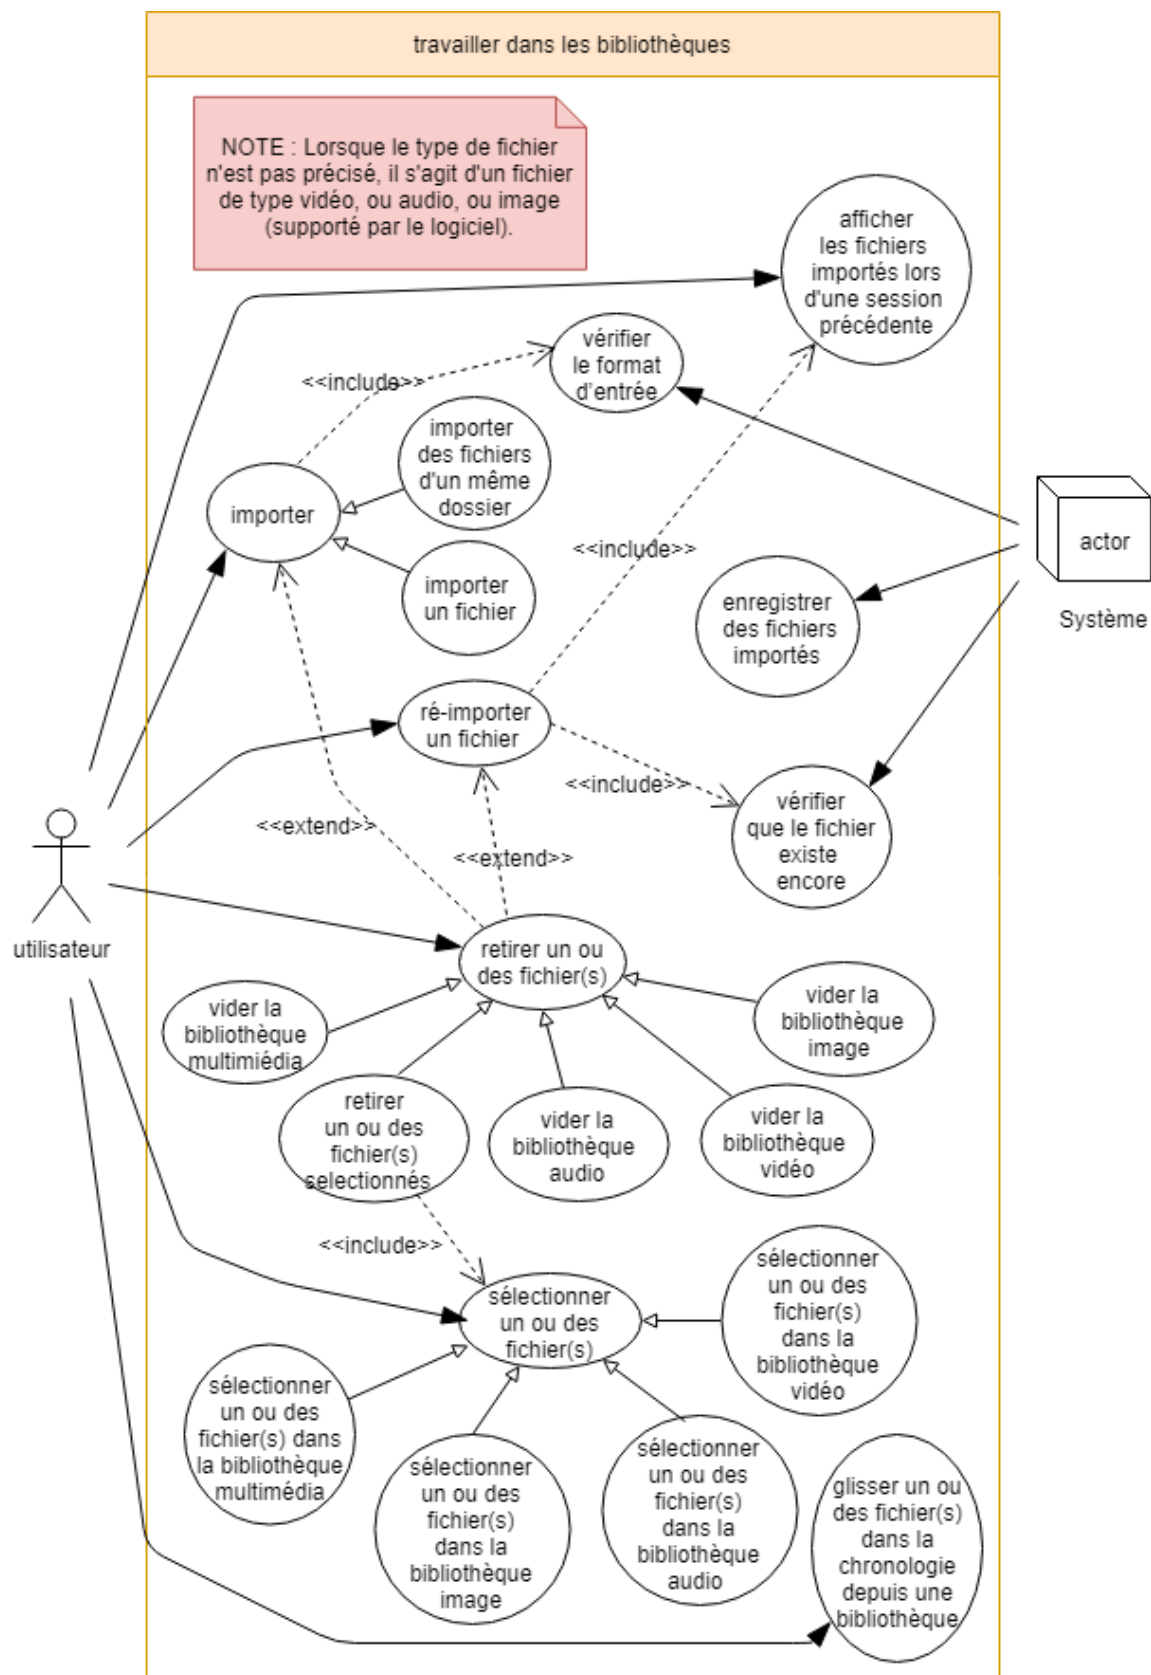 travailler dans les bibliothèques
NOTE : Lorsque le type de fichier
n'est pas précisé, il s'agit d'un fichier
de type vidéo, ou audio, ou image
(supporté par le logiciel).
afficher
les fichiers
importés lors
d'une session
précédente
vérifier
le format
d'entrée
<<include>>
importer
des fichiers
d'un même
dossier
importer
actor
Système
<<include>>
importer
un fichier
enregistrer
des fichiers
importés
ré-importer
un fichier
<<include>>
vérifier
que le fichier
existe
encore
<<extend>>
<<extend>>
utilisateur
retirer un ou
des fichier(s)
vider la
bibliothèque
multimiédia
vider la
bibliothèque
image
retirer
un ou des
fichier(s)
selectionnés
vider la
bibliothèque
audio
vider la
bibliothèque
vidéo
<<include>>
sélectionner
un ou des
fichier(s)
sélectionner
un ou des
fichier(s)
dans la
bibliothèque
vidéo
sélectionner
un ou des
fichier(s) dans
la bibliothèque
multimédia
sélectionner
un ou des
fichier(s)
dans la
bibliothèque
image
sélectionner
un ou des
fichier(s)
dans la
bibliothèque
audio
glisser un ou
des fichier(s)
dans la
chronologie
depuis une
bibliothèque